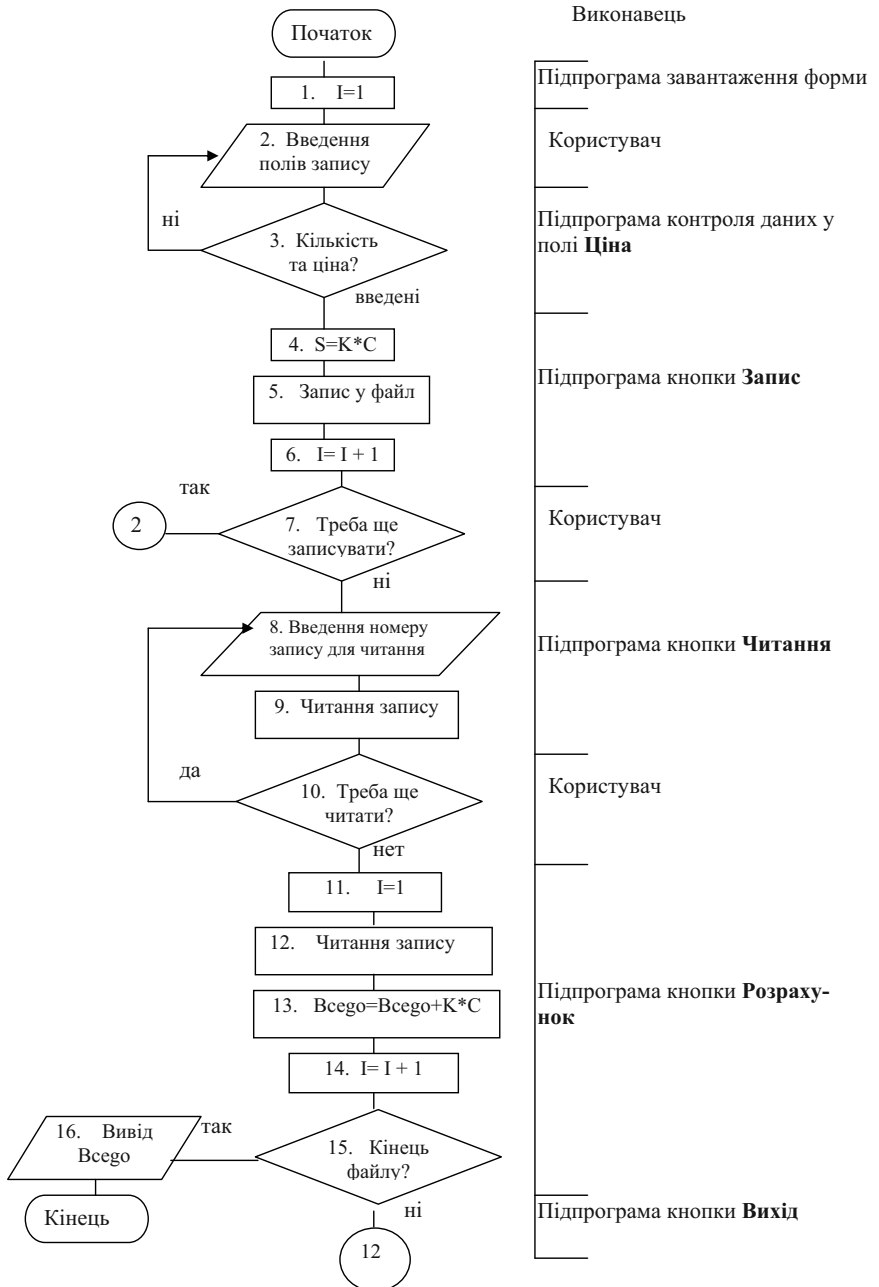 Виконавець
Початок
Підпрограма завантаження форми
1. I=1
2. Введення
полів запису
Користувач
ні
3. Кількість
та ціна?
Підпрограма контроля даних у
полі Ціна
введені
4. S=K*C
5. Запис у файл
Підпрограма кнопки Запис
6. I= I + 1
так
2
7. Треба ще
записувати?
Користувач
ні
8. Введення номеру
запису для читання
Підпрограма кнопки Читання
9. Читання запису
да
10. Треба ще
читати?
Користувач
нет
11. I=1
12. Читання запису
13. Всего=Всего+K*C
Підпрограма кнопки Розраху-
нок
14. I= I + 1
16. Вивід
Всего
так
15. Кінець
файлу?
Кінець
ні
Підпрограма кнопки Вихід
12